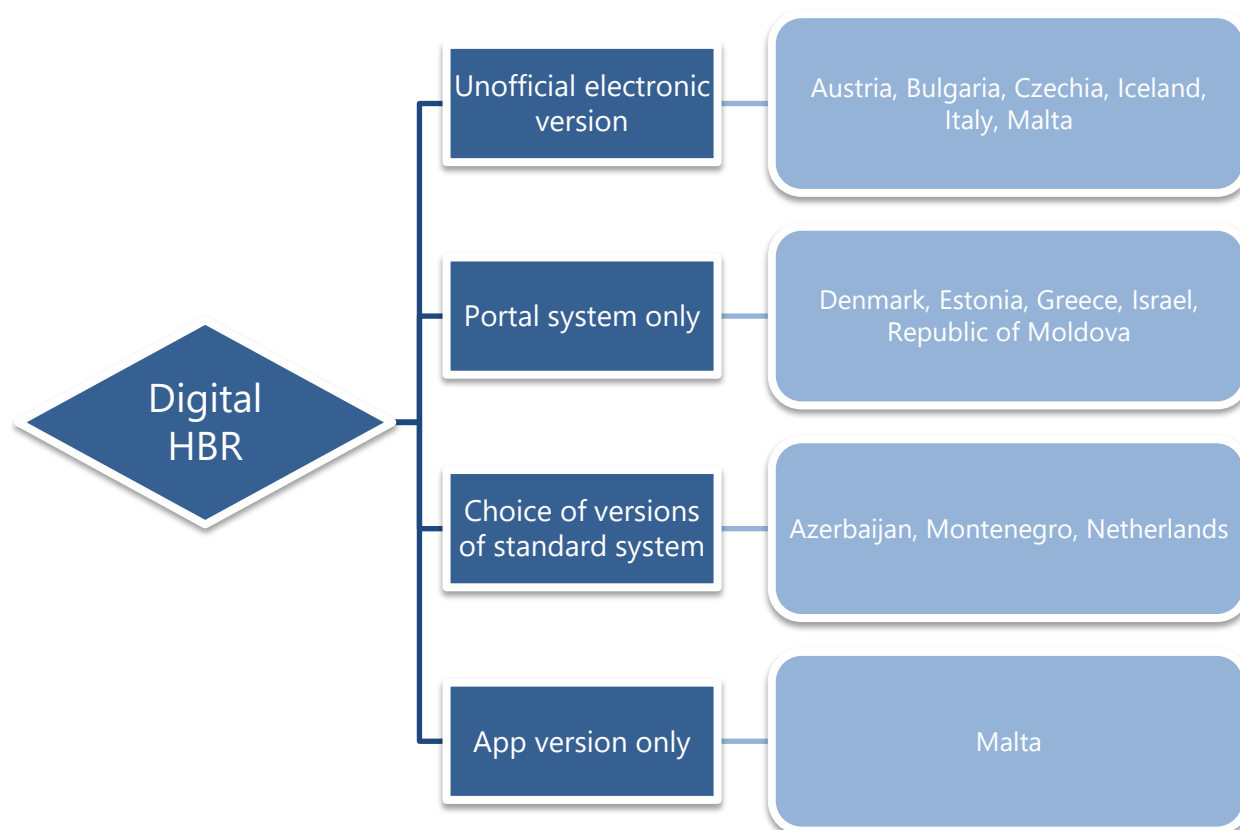 Unofficial electronic
version
Austria, Bulgaria, Czechia, Iceland,
Italy, Malta
Portal system only
Denmark, Estonia, Greece, Israel,
Republic of Moldova
Digital
HBR
Choice of versions
of standard system
Azerbaijan, Montenegro, Netherlands
App version only
Malta